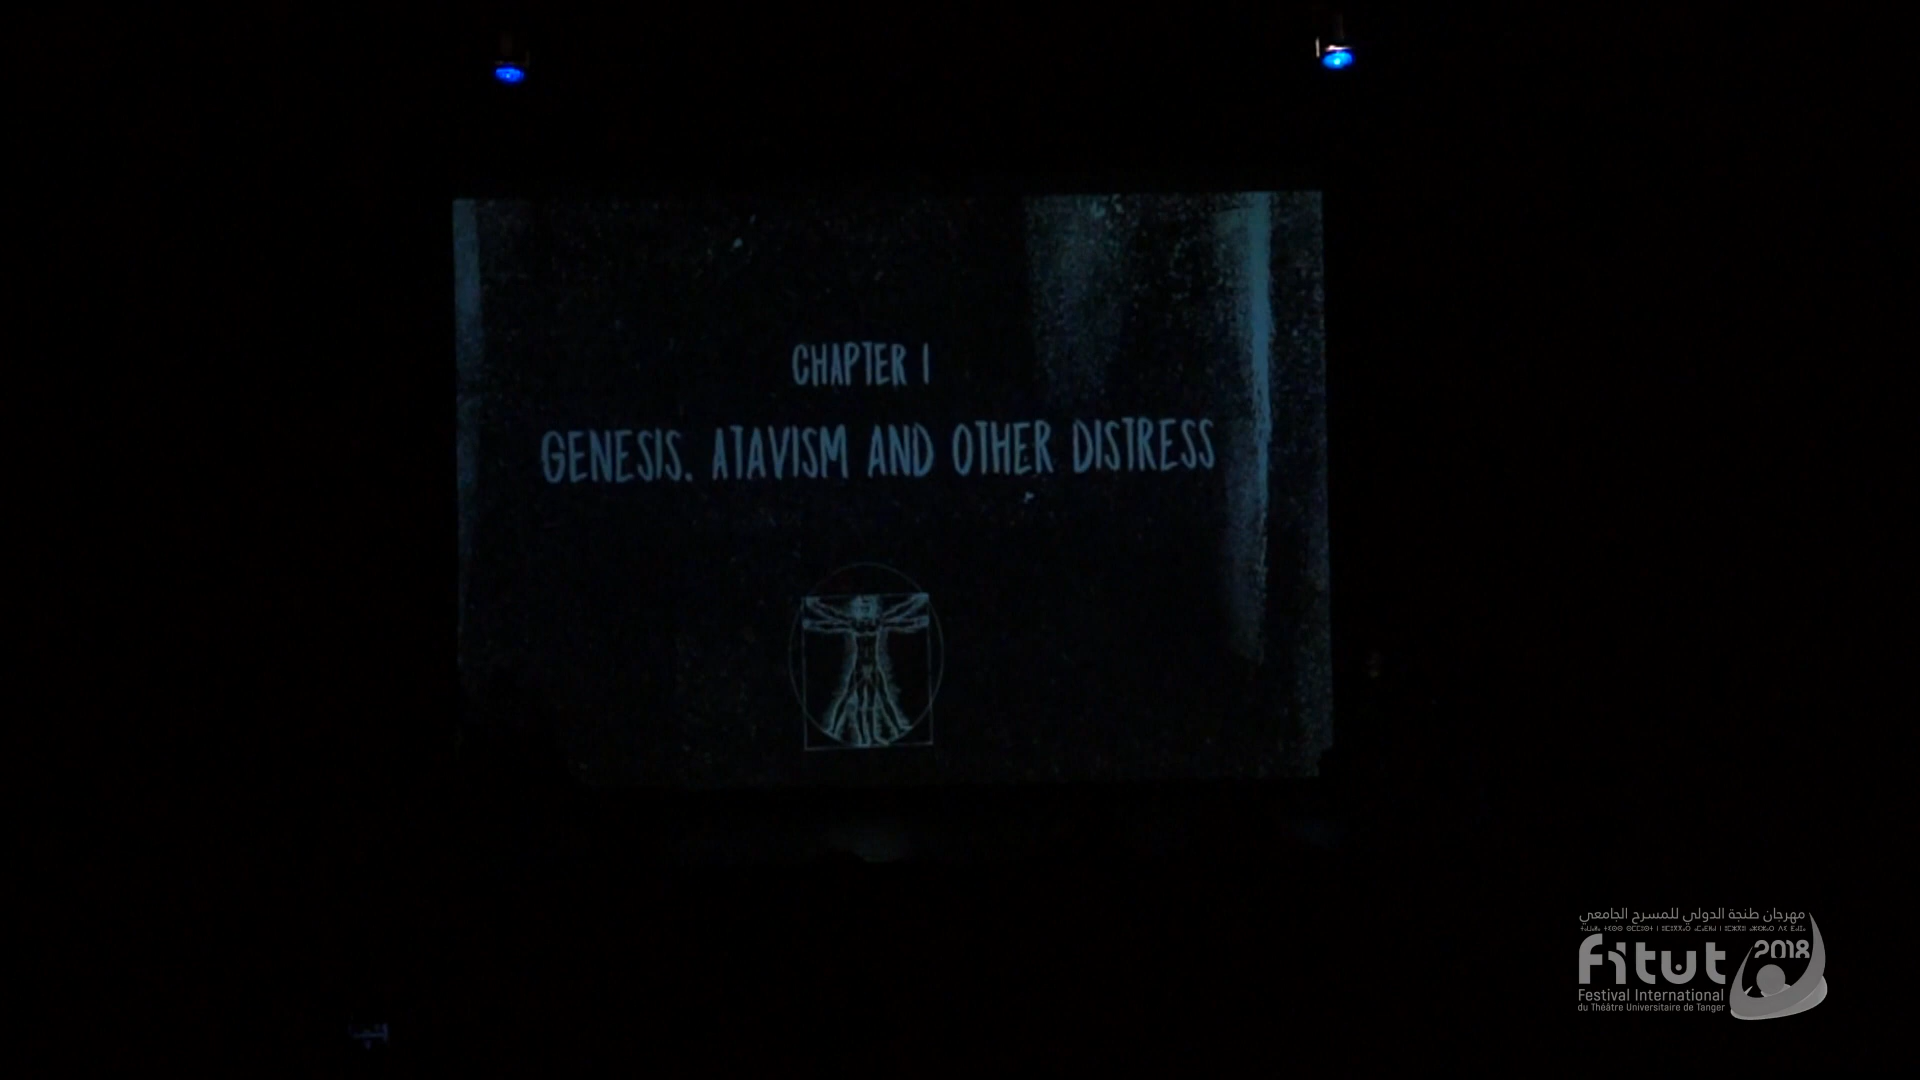 CHAPTER I
GENESIS. ATAVISM AND OTHER DISTRESS
مهرجان طنجة الدولي للمسرح الجامعي
fitut 2018
Festival International
du Théâtre Universitaire de Tanger